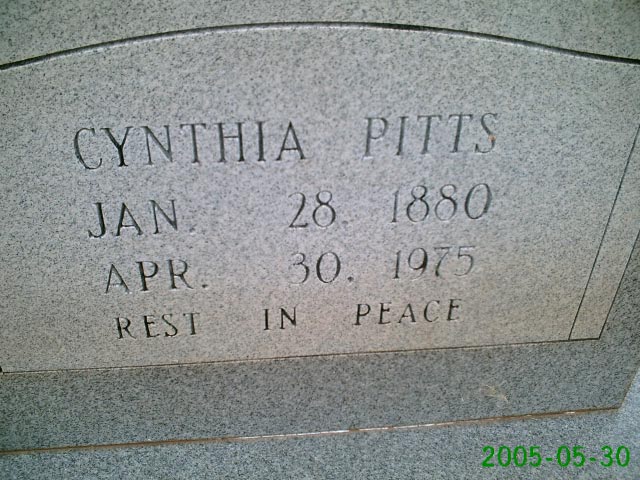 CYNTHIA PITTS
JAN. 28. 1880
APR. 30. 1975
REST IN PEACE
2005-05-30